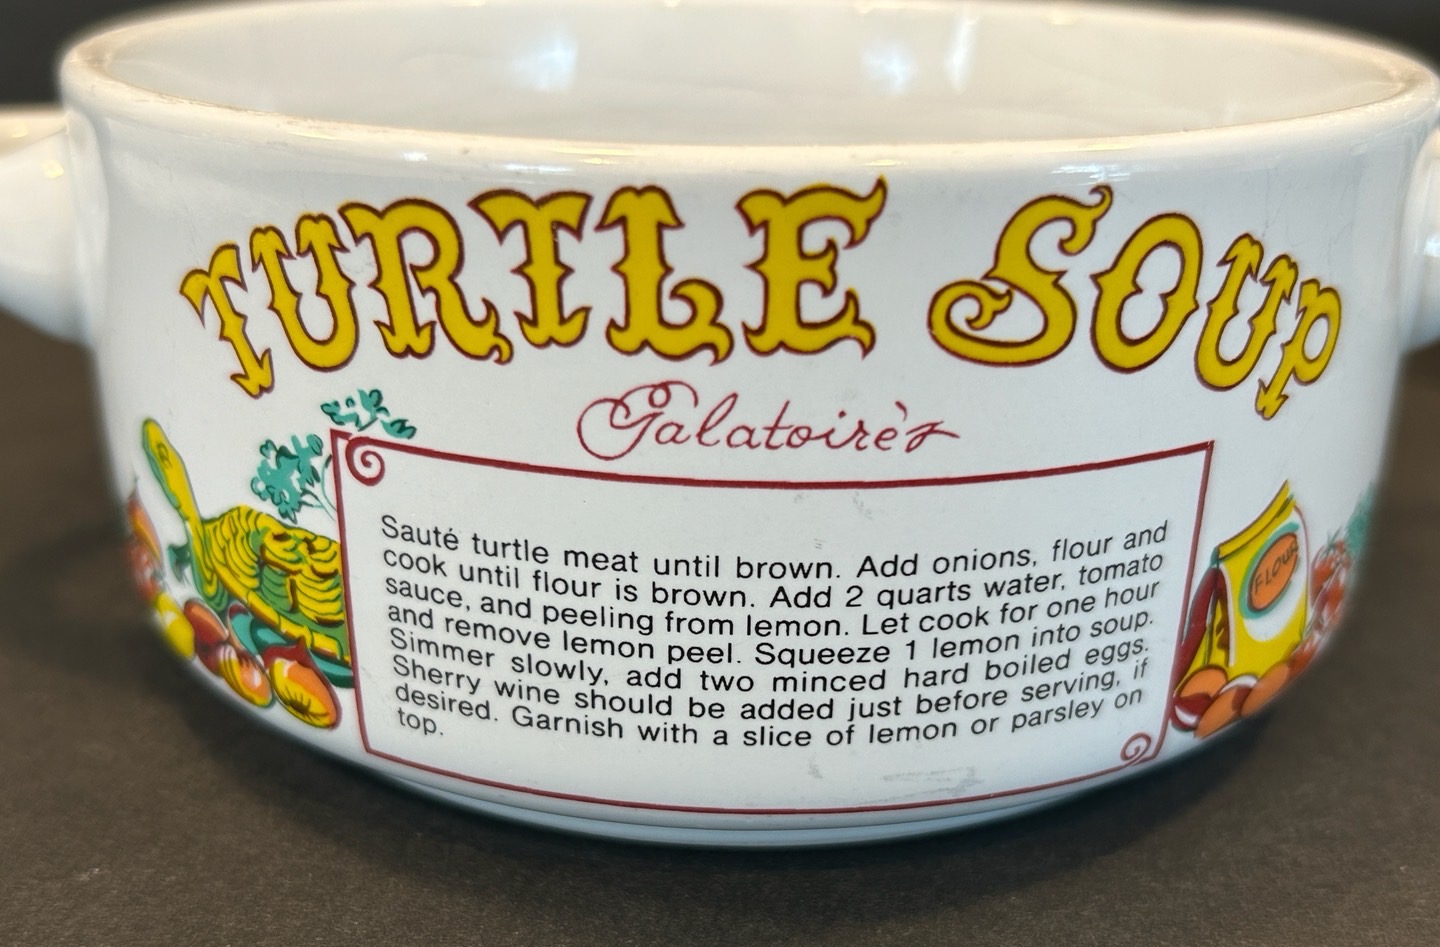 TURTLE SOUP
Galatoire's
Sauté turtle meat until brown. Add onions, flour and
cook until flour is brown. Add 2 quarts water, tomato
sauce, and peeling from lemon. Let cook for one hour
and remove lemon peel. Squeeze 1 lemon into soup.
Simmer slowly, add two minced hard boiled eggs.
Sherry wine should be added just before serving, if
desired. Garnish with a slice of lemon or parsley on
top.
FLOUR